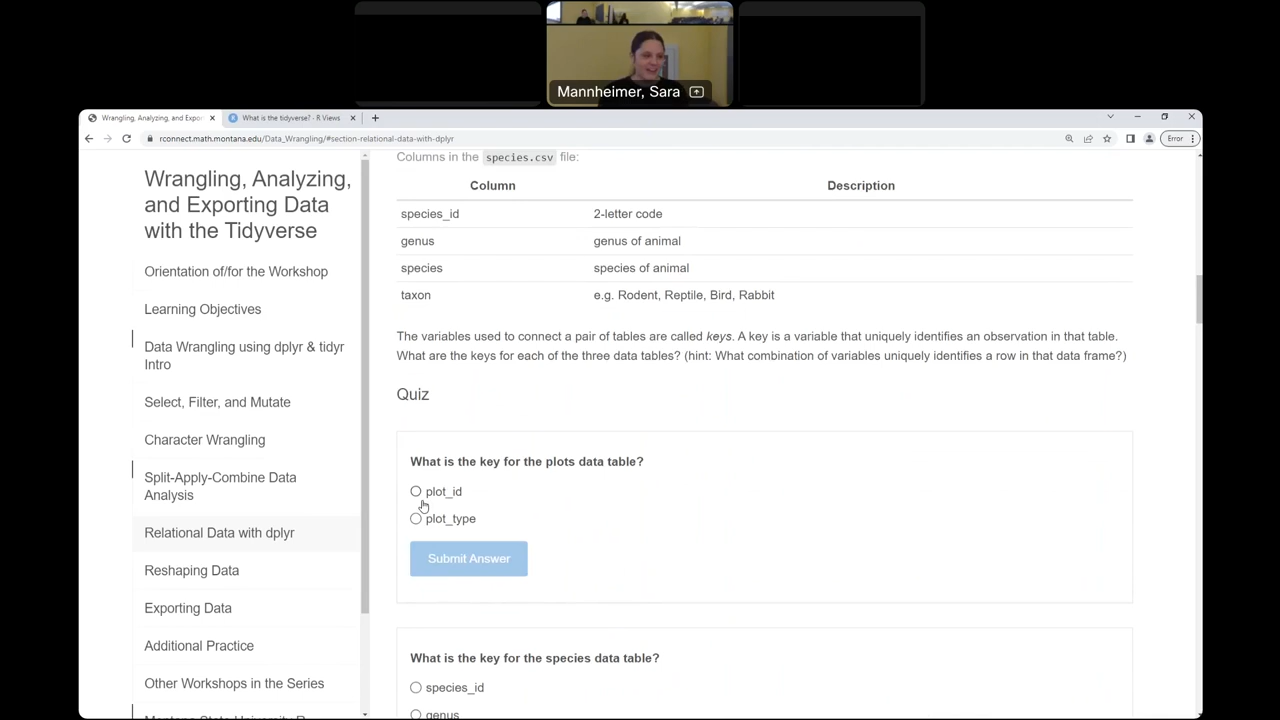 Mannheimer, Sara
Wrangling, Analyzing, and Expor
What is the tidyverse? · R Views
rconnect.math.montana.edu/Data_Wrangling/#section-relational-data-with-dplyr
Error
Wrangling, Analyzing,
and Exporting Data
with the Tidyverse
Orientation of/for the Workshop
Learning Objectives
Data Wrangling using dplyr & tidyr
Intro
Select, Filter, and Mutate
Character Wrangling
Split-Apply-Combine Data
Analysis
Relational Data with dplyr
Reshaping Data
Exporting Data
Additional Practice
Other Workshops in the Series
Montana State University R
Columns in the species.csv file:
Column Description
species_id 2-letter code
genus genus of animal
species species of animal
taxon e.g. Rodent, Reptile, Bird, Rabbit
The variables used to connect a pair of tables are called keys. A key is a variable that uniquely identifies an observation in that table.
What are the keys for each of the three data tables? (hint: What combination of variables uniquely identifies a row in that data frame?)
Quiz
What is the key for the plots data table?
plot_id
plot_type
Submit Answer
What is the key for the species data table?
species_id
genus